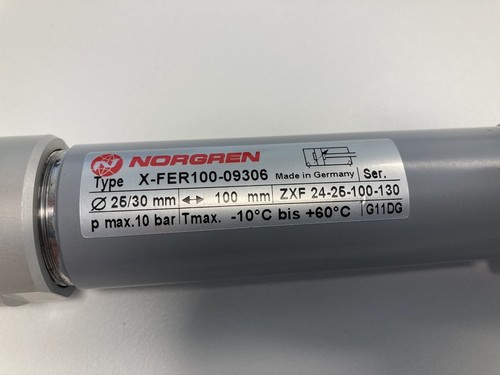 NORGREN
Type X-FER100-09306 Made in Germany Ser.
Ø 25/30 mm ↔ 100 mm ZXF 24-25-100-130
p max.10 bar Tmax. -10°C bis +60°C G11DG